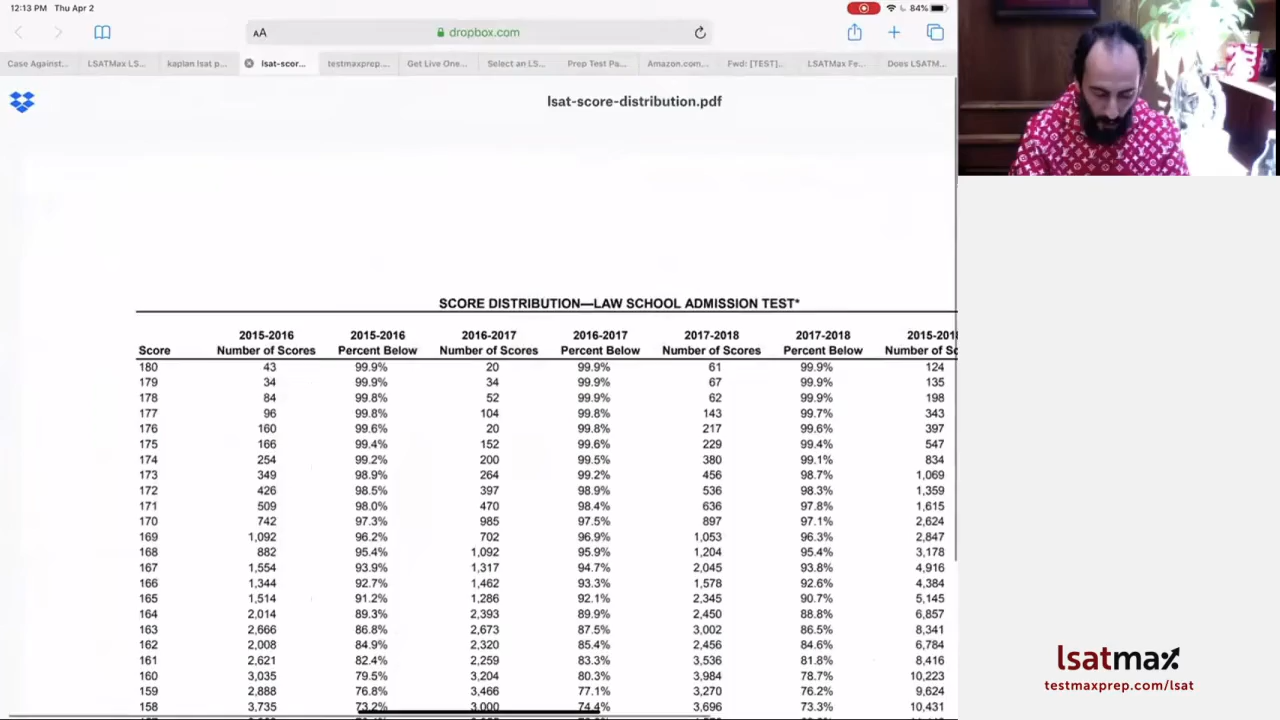 12:13 PM Thu Apr 2
84%
AA
dropbox.com
Case Against...
LSATMax LS...
kaplan lsat p...
lsat-scor...
testmaxprep....
Get Live One...
Select an LS...
Prep Test Pa...
Amazon.com,...
Fwd: [TEST]...
LSATMax Fe...
Does LSATM...
lsat-score-distribution.pdf
SCORE DISTRIBUTION—LAW SCHOOL ADMISSION TEST*
2015-2016 2015-2016 2016-2017 2016-2017 2017-2018 2017-2018 2015-201
Score Number of Scores Percent Below Number of Scores Percent Below Number of Scores Percent Below Number of Sc
180 43 99.9% 20 99.9% 61 99.9% 124
179 34 99.9% 34 99.9% 67 99.9% 135
178 84 99.8% 52 99.9% 62 99.9% 198
177 96 99.8% 104 99.8% 143 99.7% 343
176 160 99.6% 20 99.8% 217 99.6% 397
175 166 99.4% 152 99.6% 229 99.4% 547
174 254 99.2% 200 99.5% 380 99.1% 834
173 349 98.9% 264 99.2% 456 98.7% 1,069
172 426 98.5% 397 98.9% 536 98.3% 1,359
171 509 98.0% 470 98.4% 636 97.8% 1,615
170 742 97.3% 985 97.5% 897 97.1% 2,624
169 1,092 96.2% 702 96.9% 1,053 96.3% 2,847
168 882 95.4% 1,092 95.9% 1,204 95.4% 3,178
167 1,554 93.9% 1,317 94.7% 2,045 93.8% 4,916
166 1,344 92.7% 1,462 93.3% 1,578 92.6% 4,384
165 1,514 91.2% 1,286 92.1% 2,345 90.7% 5,145
164 2,014 89.3% 2,393 89.9% 2,450 88.8% 6,857
163 2,666 86.8% 2,673 87.5% 3,002 86.5% 8,341
162 2,008 84.9% 2,320 85.4% 2,456 84.6% 6,784
161 2,621 82.4% 2,259 83.3% 3,536 81.8% 8,416
160 3,035 79.5% 3,204 80.3% 3,984 78.7% 10,223
159 2,888 76.8% 3,466 77.1% 3,270 76.2% 9,624
158 3,735 73.2% 3,000 74.4% 3,696 73.3% 10,431
lsatmax
testmaxprep.com/lsat